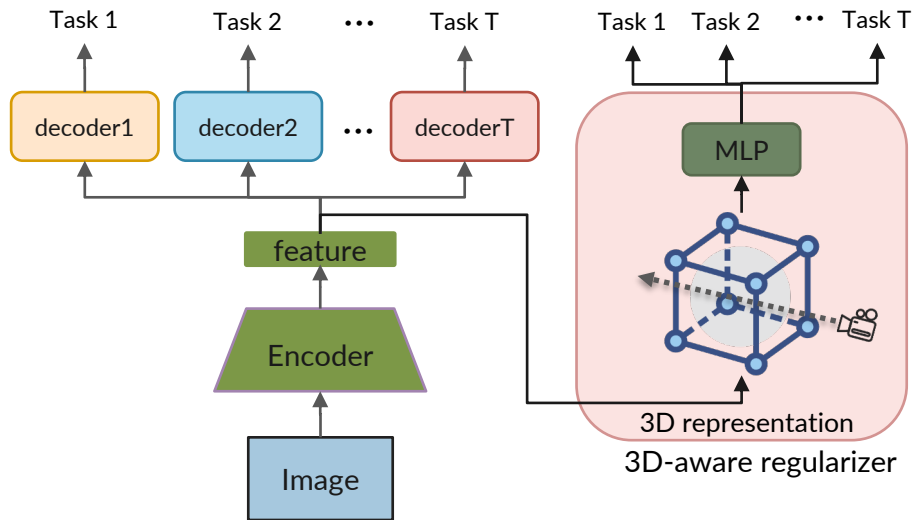 Task 1 Task 2 ••• Task T
decoder1 decoder2 ••• decoderT
feature
Encoder
Image
Task 1 Task 2 ••• Task T
MLP
3D representation
3D-aware regularizer